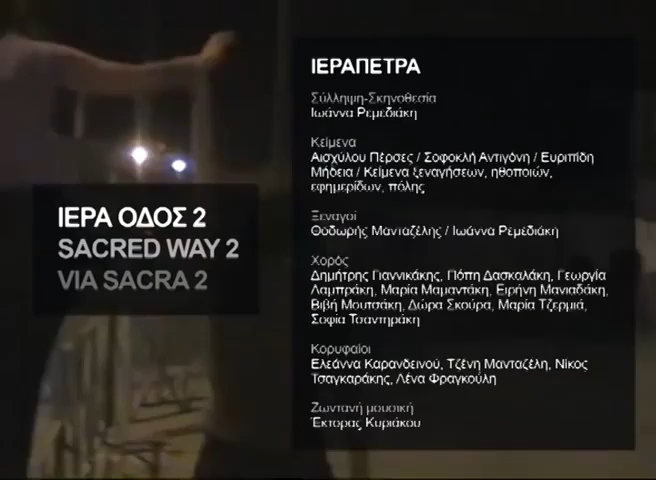 ΙΕΡΑ ΟΔΟΣ 2
SACRED WAY 2
VIA SACRA 2
ΙΕΡΑΠΕΤΡΑ
Σύλληψη-Σκηνοθεσία
Ιωάννα Ρεμεδιάκη
Κείμενα
Αισχύλου Πέρσες / Σοφοκλή Αντιγόνη / Ευριπίδη
Μήδεια / Κείμενα ξεναγήσεων, ηθοποιών,
εφημερίδων, πόλης
Ξεναγοί
Θοδωρής Μανταζέλης / Ιωάννα Ρεμεδιάκη
Χορός
Δημήτρης Γιαννικάκης, Πόπη Δασκαλάκη, Γεωργία
Λαμπράκη, Μαρία Μαμαντάκη, Ειρήνη Μανιαδάκη,
Βιβή Μουτσάκη, Δώρα Σκούρα, Μαρία Τζερμιά,
Σοφία Τσαντηράκη
Κορυφαίοι
Ελεάννα Καρανδεινού, Τζένη Μανταζέλη, Νίκος
Τσαγκαράκης, Λένα Φραγκούλη
Ζωντανή μουσική
Έκτορας Κυριάκου